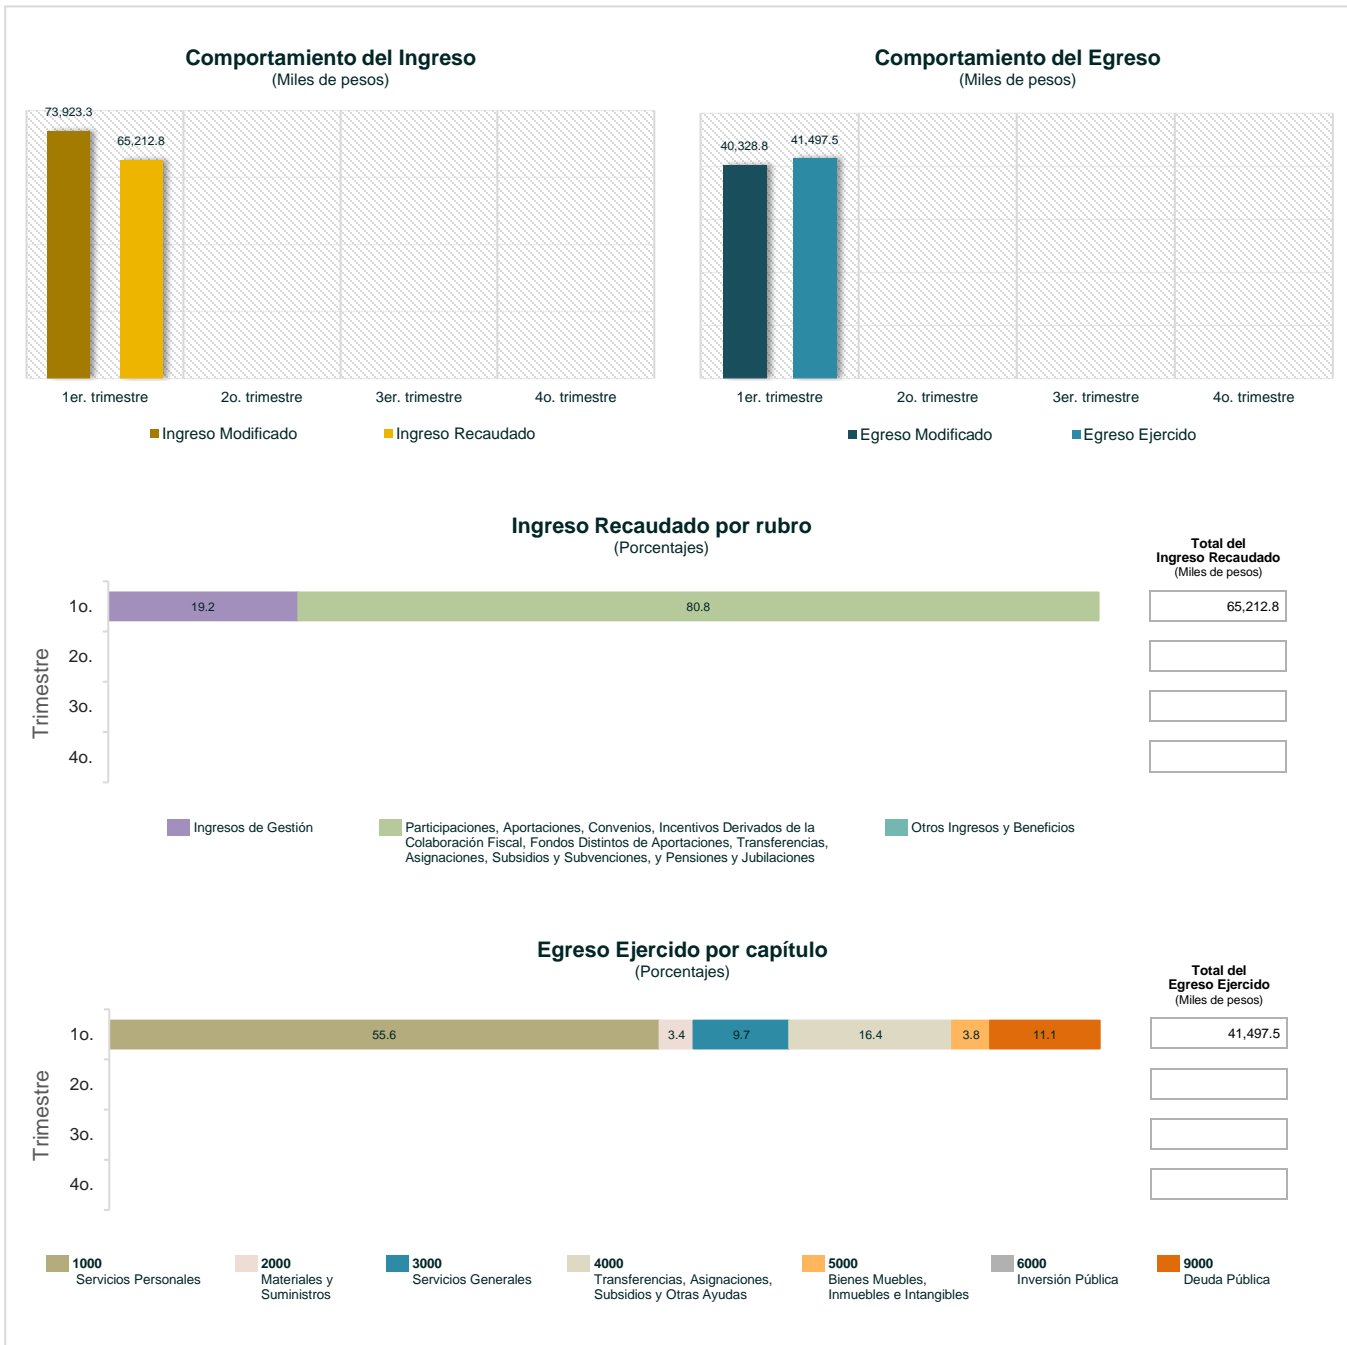 Comportamiento del Ingreso
(Miles de pesos)
73,923.3
65,212.8
1er. trimestre
2o. trimestre
3er. trimestre
4o. trimestre
Ingreso Modificado
Ingreso Recaudado
Comportamiento del Egreso
(Miles de pesos)
40,328.8
41,497.5
1er. trimestre
2o. trimestre
3er. trimestre
4o. trimestre
Egreso Modificado
Egreso Ejercido
Ingreso Recaudado por rubro
(Porcentajes)
Total del
Ingreso Recaudado
(Miles de pesos)
Trimestre
1o.
19.2
80.8
65,212.8
2o.
3o.
4o.
Ingresos de Gestión
Participaciones, Aportaciones, Convenios, Incentivos Derivados de la
Colaboración Fiscal, Fondos Distintos de Aportaciones, Transferencias,
Asignaciones, Subsidios y Subvenciones, y Pensiones y Jubilaciones
Otros Ingresos y Beneficios
Egreso Ejercido por capítulo
(Porcentajes)
Total del
Egreso Ejercido
(Miles de pesos)
Trimestre
1o.
55.6
3.4
9.7
16.4
3.8
11.1
41,497.5
2o.
3o.
4o.
1000
Servicios Personales
2000
Materiales y
Suministros
3000
Servicios Generales
4000
Transferencias, Asignaciones,
Subsidios y Otras Ayudas
5000
Bienes Muebles,
Inmuebles e Intangibles
6000
Inversión Pública
9000
Deuda Pública